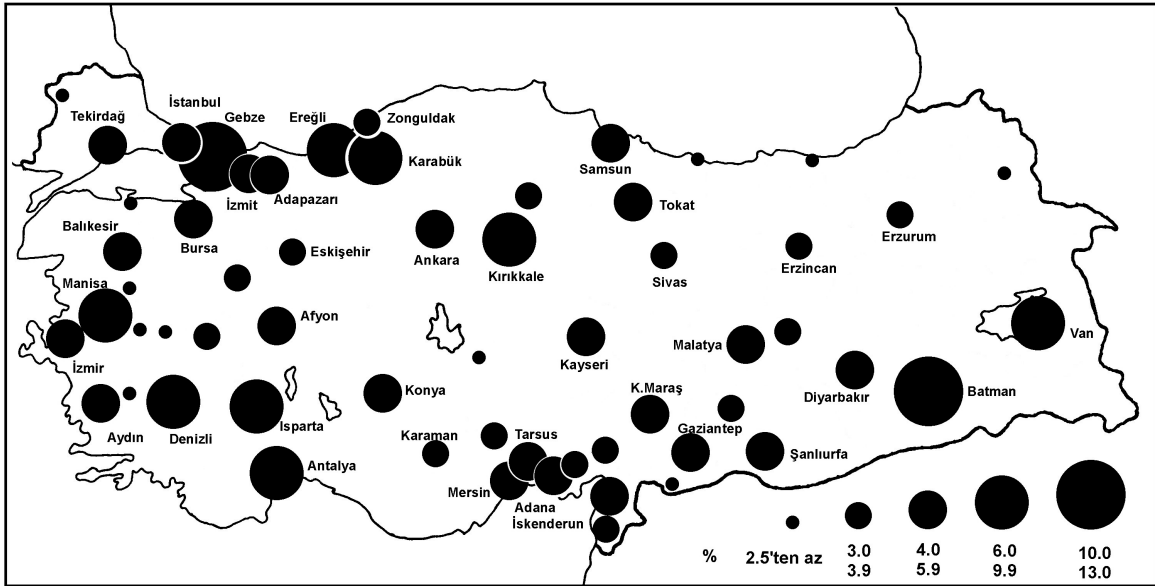 İstanbul
Tekirdağ
Gebze
Ereğli
Zonguldak
Karabük
Samsun
İzmit
Adapazarı
Tokat
Balıkesir
Bursa
Eskişehir
Ankara
Kırıkkale
Sivas
Erzincan
Erzurum
Manisa
Afyon
Van
İzmir
Kayseri
Malatya
Aydın
Denizli
Isparta
Konya
K.Maraş
Diyarbakır
Batman
Karaman
Tarsus
Gaziantep
Şanlıurfa
Antalya
Mersin
Adana
İskenderun
% 2.5'ten az 3.0 4.0 6.0 10.0
3.9 5.9 9.9 13.0